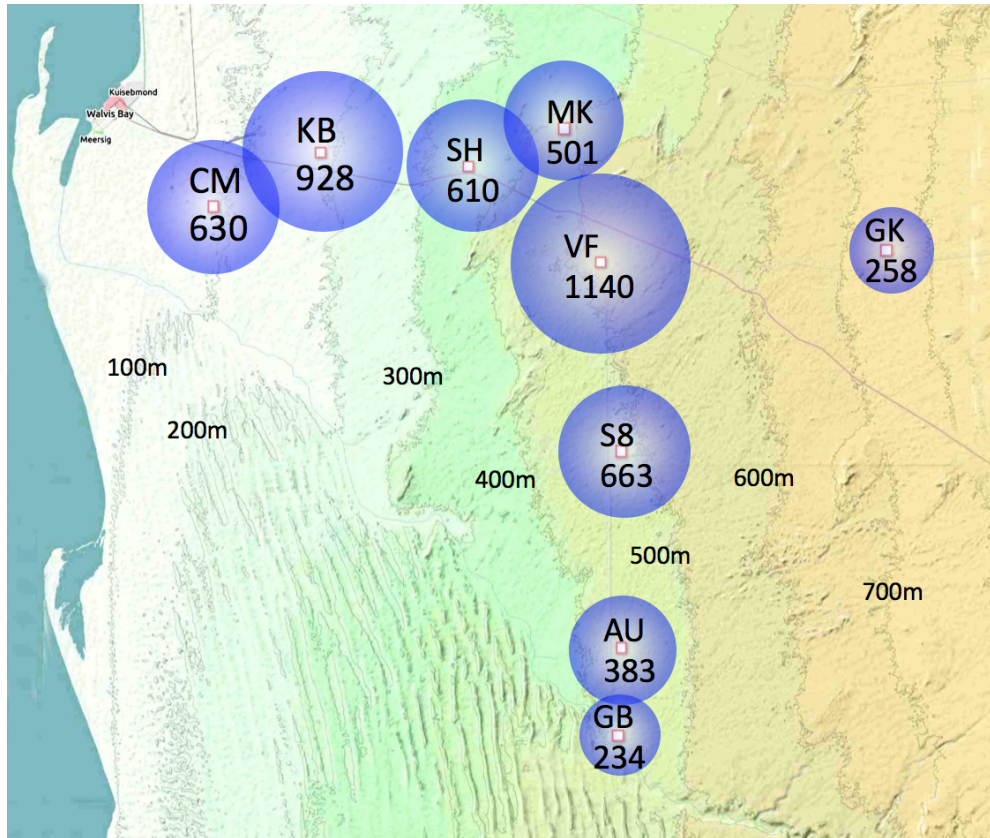 Kuisebmond
Walvis Bay
Meersig
CM
630
KB
928
SH
610
MK
501
VF
1140
GK
258
100m
200m
300m
400m
S8
663
600m
500m
700m
AU
383
GB
234